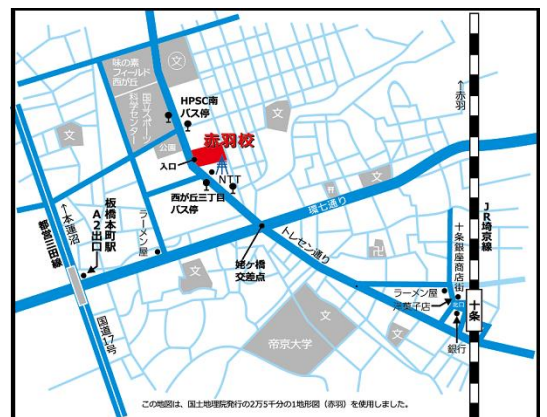 味の素
フィールド
西が丘
国立スポーツ
科学センター
文
文
HPSC南
バス停
公園
赤羽校
入口
NTT
西が丘三丁目
バス停
文
文
文
文
卍
文
文
環七通り
トレセン通り
姥ヶ橋
交差点
ラーメン屋
板橋本町駅
A2出口
↑本蓮沼
都営三田線
国道17号
帝京大学
↑赤羽
JR埼京線
十条銀座商店街
ラーメン屋
洋菓子店
北口
十条
銀行
この地図は、国土地理院発行の2万5千分の1地形図（赤羽）を使用しました。